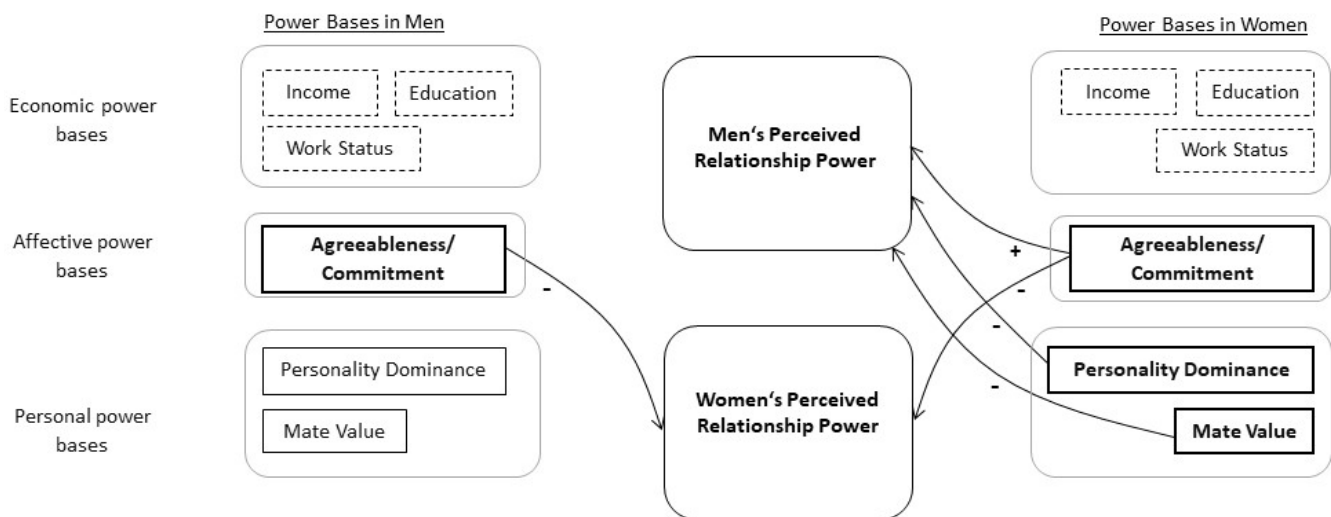 Power Bases in Men
Power Bases in Women
Economic power
bases
Income
Education
Work Status
Men‘s Perceived
Relationship Power
Income
Education
Work Status
Affective power
bases
Agreeableness/
Commitment
-
+
-
Agreeableness/
Commitment
Personal power
bases
Personality Dominance
Mate Value
Women‘s Perceived
Relationship Power
-
-
Personality Dominance
Mate Value